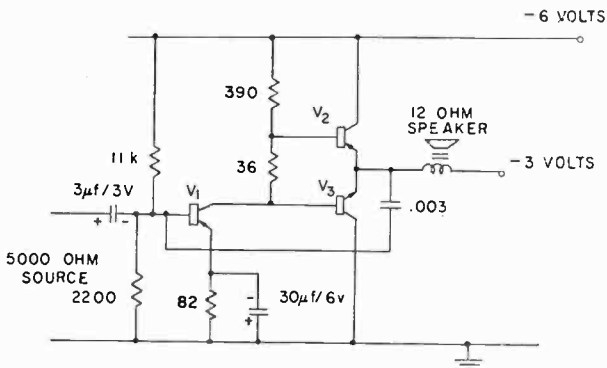 -6 VOLTS
390
V2
12 OHM
SPEAKER
11 k
36
-3 VOLTS
3μf/3V
V1
V3
.003
+ -
5000 OHM
SOURCE
2200
82
-
+
30μf/6v